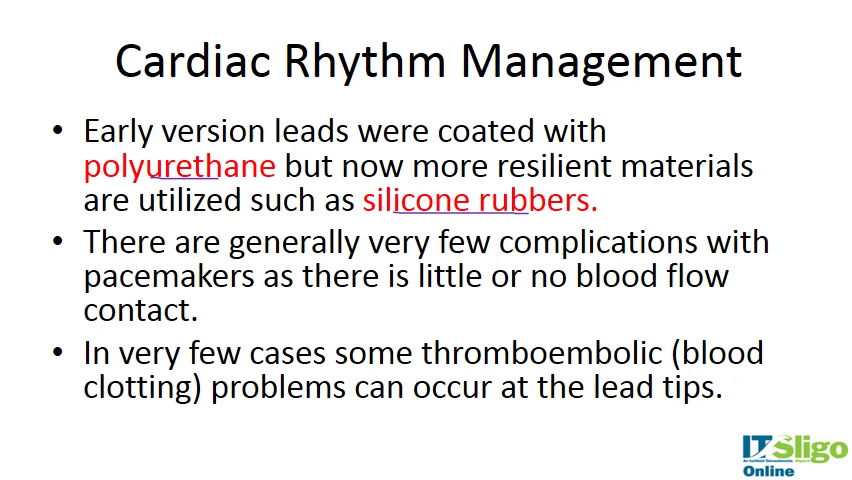 Cardiac Rhythm Management
• Early version leads were coated with
polyurethane but now more resilient materials
are utilized such as silicone rubbers.
• There are generally very few complications with
pacemakers as there is little or no blood flow
contact.
• In very few cases some thromboembolic (blood
clotting) problems can occur at the lead tips.
ITSligo
Online